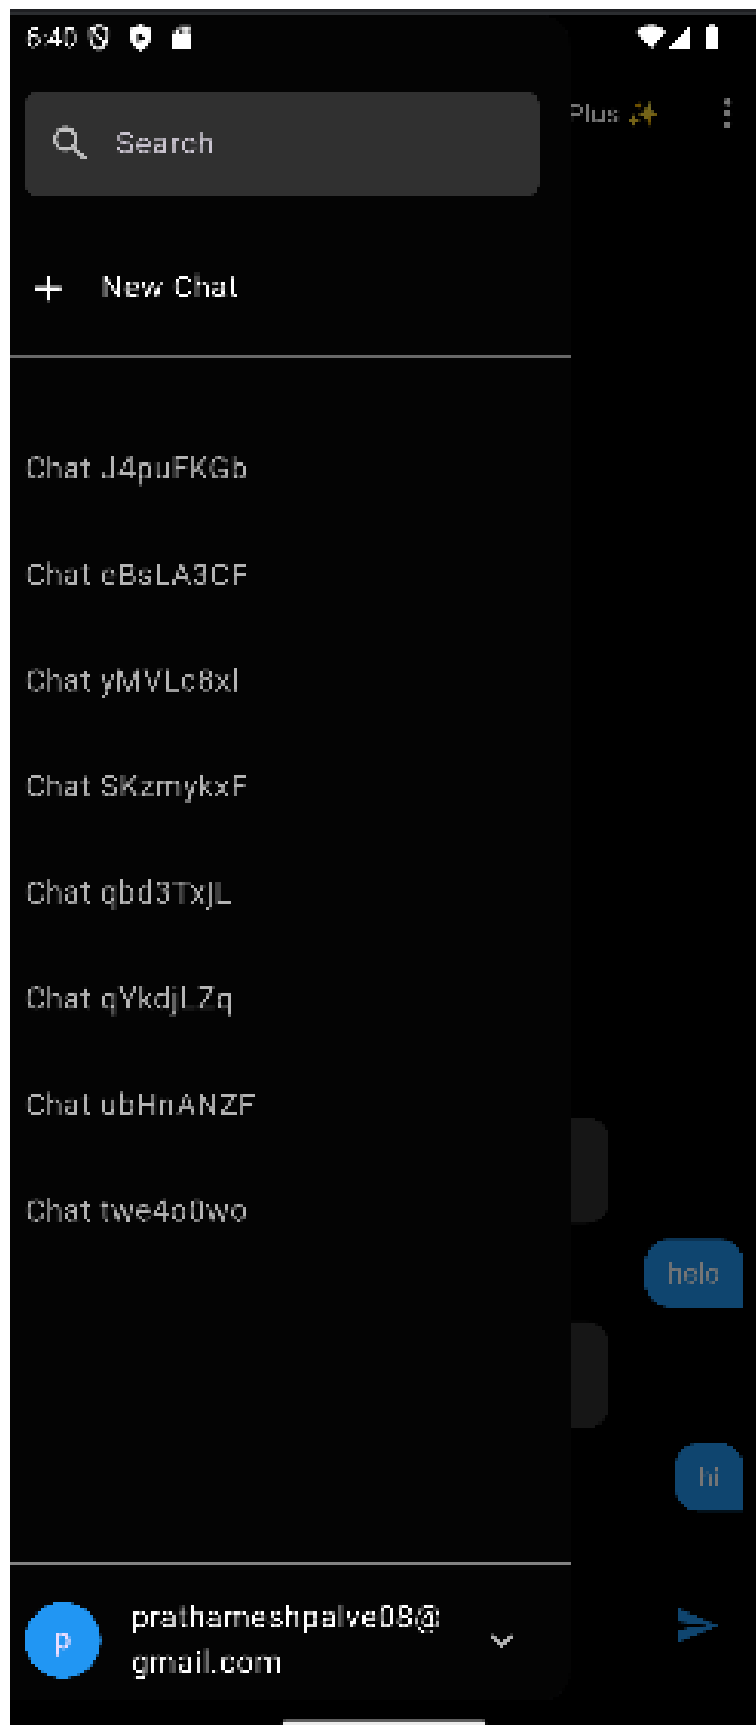 6:40
Plus ✨
Search
New Chat
Chat J4puFKGb
Chat eBsLA3CF
Chat yMVLc8xl
Chat SKzmykxF
Chat qbd3TxJL
Chat qYkdjLZq
Chat ubHnANZF
Chat twe4o0wo
helo
hi
prathameshpalve08@
gmail.com
p